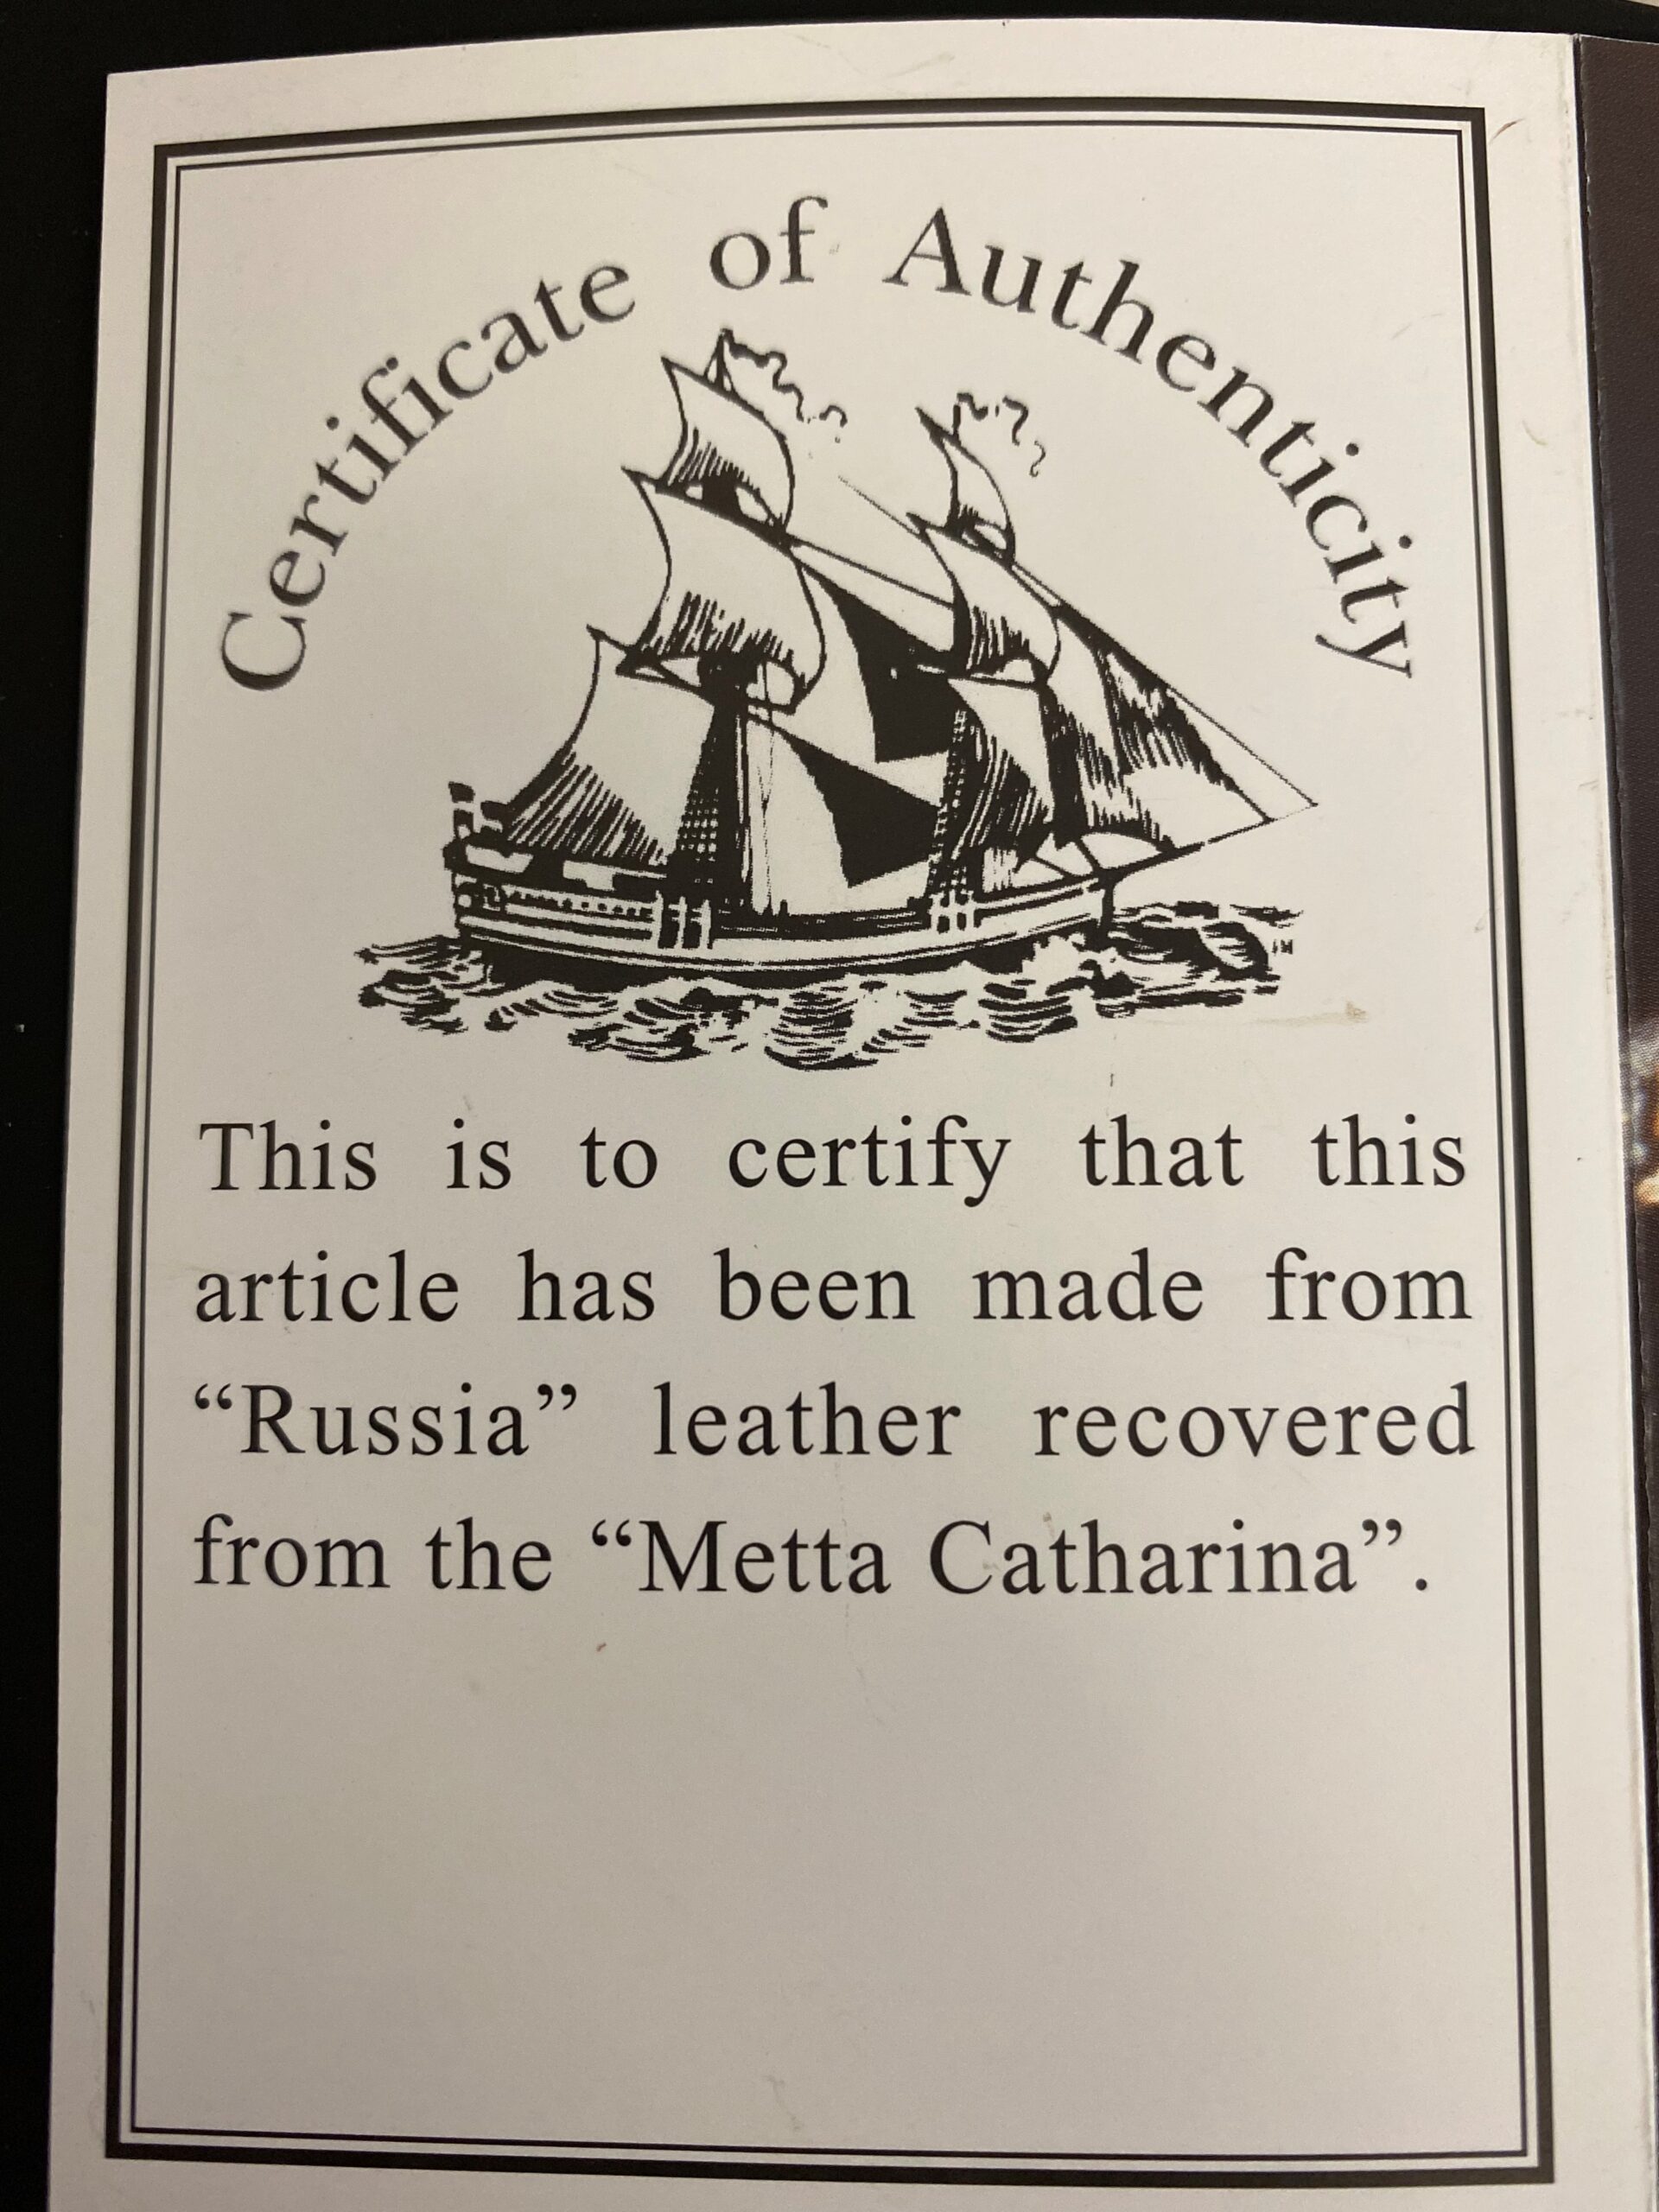 Certificate of Authenticity
This is to certify that this
article has been made from
“Russia” leather recovered
from the “Metta Catharina”.